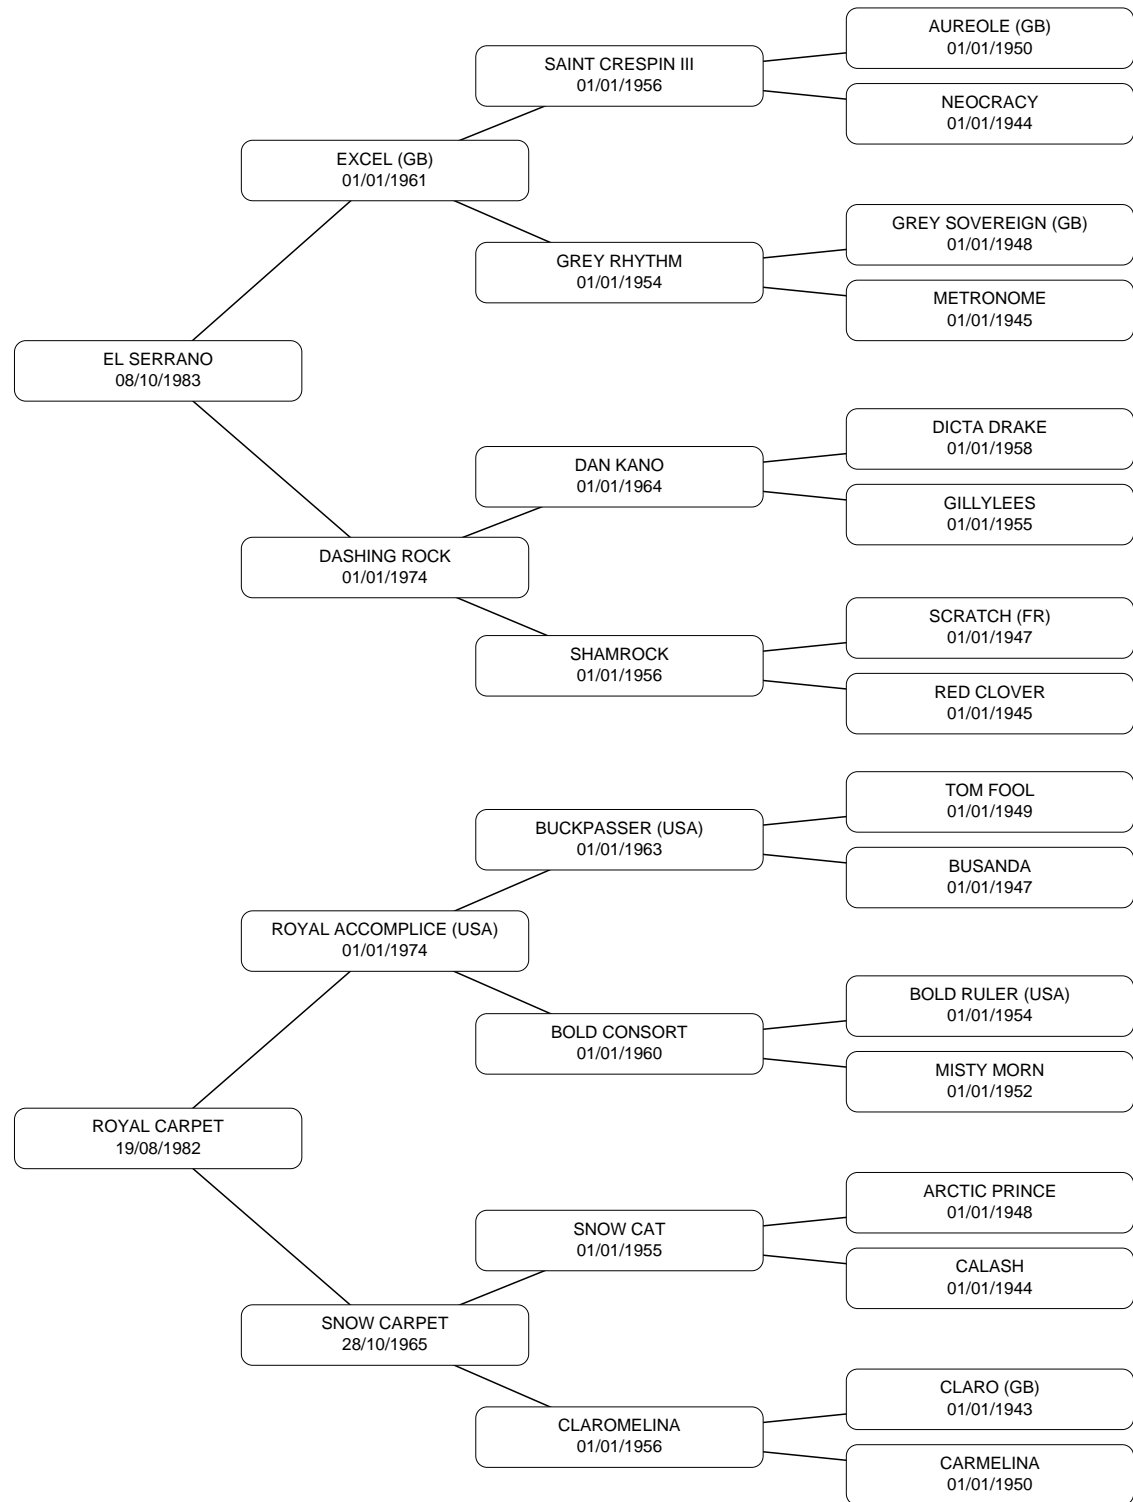 AUREOLE (GB)
01/01/1950
SAINT CRESPIN III
01/01/1956
NEOCRACY
01/01/1944
EXCEL (GB)
01/01/1961
GREY SOVEREIGN (GB)
01/01/1948
GREY RHYTHM
01/01/1954
METRONOME
01/01/1945
EL SERRANO
08/10/1983
DICTA DRAKE
01/01/1958
DAN KANO
01/01/1964
GILLYLEES
01/01/1955
DASHING ROCK
01/01/1974
SCRATCH (FR)
01/01/1947
SHAMROCK
01/01/1956
RED CLOVER
01/01/1945
TOM FOOL
01/01/1949
BUCKPASSER (USA)
01/01/1963
BUSANDA
01/01/1947
ROYAL ACCOMPLICE (USA)
01/01/1974
BOLD RULER (USA)
01/01/1954
BOLD CONSORT
01/01/1960
MISTY MORN
01/01/1952
ROYAL CARPET
19/08/1982
ARCTIC PRINCE
01/01/1948
SNOW CAT
01/01/1955
CALASH
01/01/1944
SNOW CARPET
28/10/1965
CLARO (GB)
01/01/1943
CLAROMELINA
01/01/1956
CARMELINA
01/01/1950